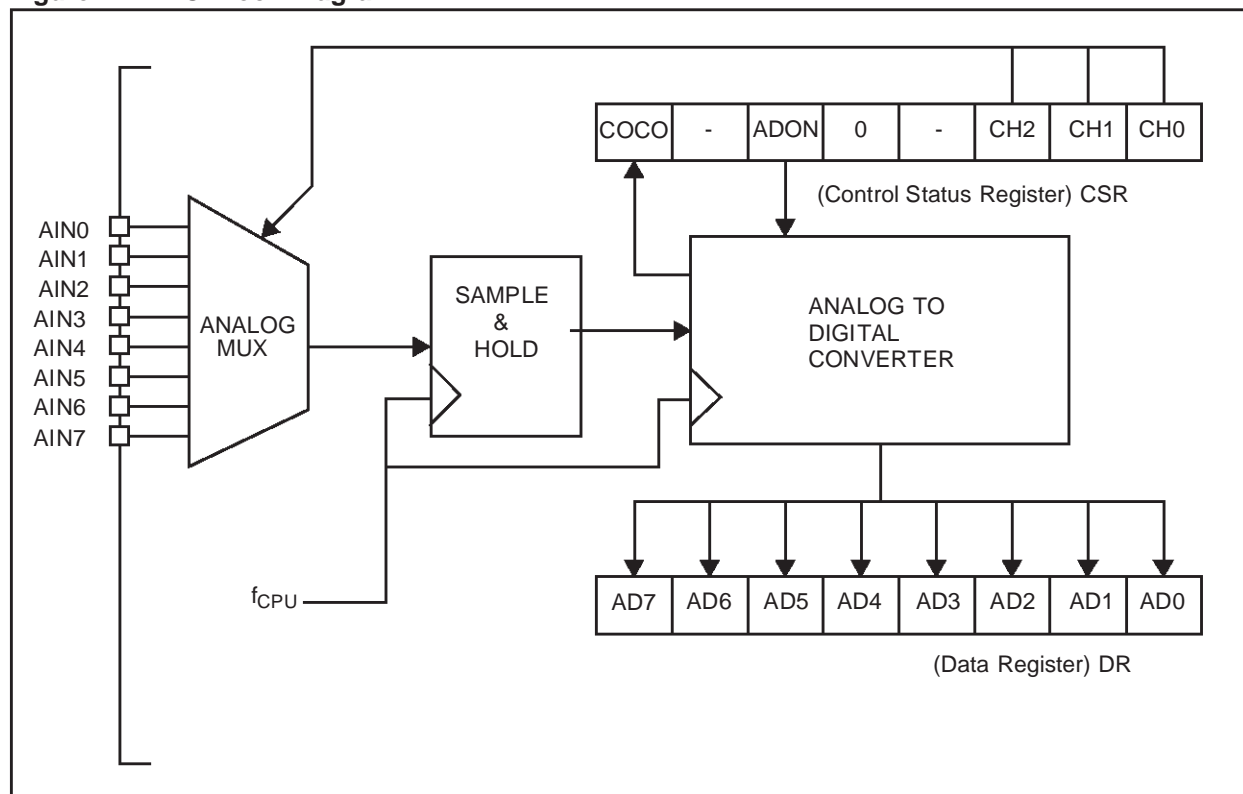 COCO - ADON 0 - CH2 CH1 CH0
(Control Status Register) CSR
AIN0
AIN1
AIN2
AIN3
AIN4
AIN5
AIN6
AIN7
ANALOG
MUX
SAMPLE
&
HOLD
ANALOG TO
DIGITAL
CONVERTER
fCPU
AD7 AD6 AD5 AD4 AD3 AD2 AD1 AD0
(Data Register) DR